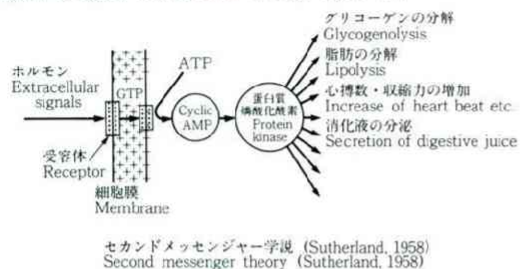 グリコーゲンの分解
Glycogenolysis
脂肪の分解
Lipolysis
心搏数・収縮力の増加
Increase of heart beat etc.
消化液の分泌
Secretion of digestive juice
ホルモン
Extracellular
signals
GTP
ATP
Cyclic
AMP
蛋白質
燐酸化酸素
Protein
kinase
受容体
Receptor
細胞膜
Membrane
セカンドメッセンジャー学説 (Sutherland, 1958)
Second messenger theory (Sutherland, 1958)